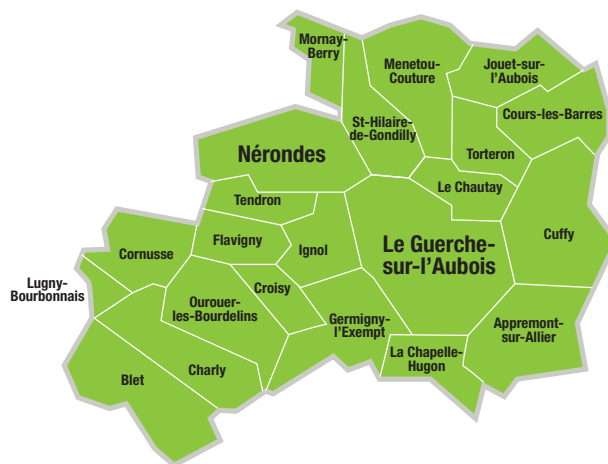 Mornay-
Berry
Menetou-
Couture
Jouet-sur-
l'Aubois
Cours-les-Barres
St-Hilaire-
de-Gondilly
Torteron
Nérondes
Le Chautay
Tendron
Flavigny
Ignol
Le Guerche-
sur-l'Aubois
Cuffy
Cornusse
Lugny-
Bourbonnais
Croisy
Ourouer-
les-Bourdelins
Germigny-
l'Exempt
Appremont-
sur-Allier
La Chapelle-
Hugon
Charly
Blet